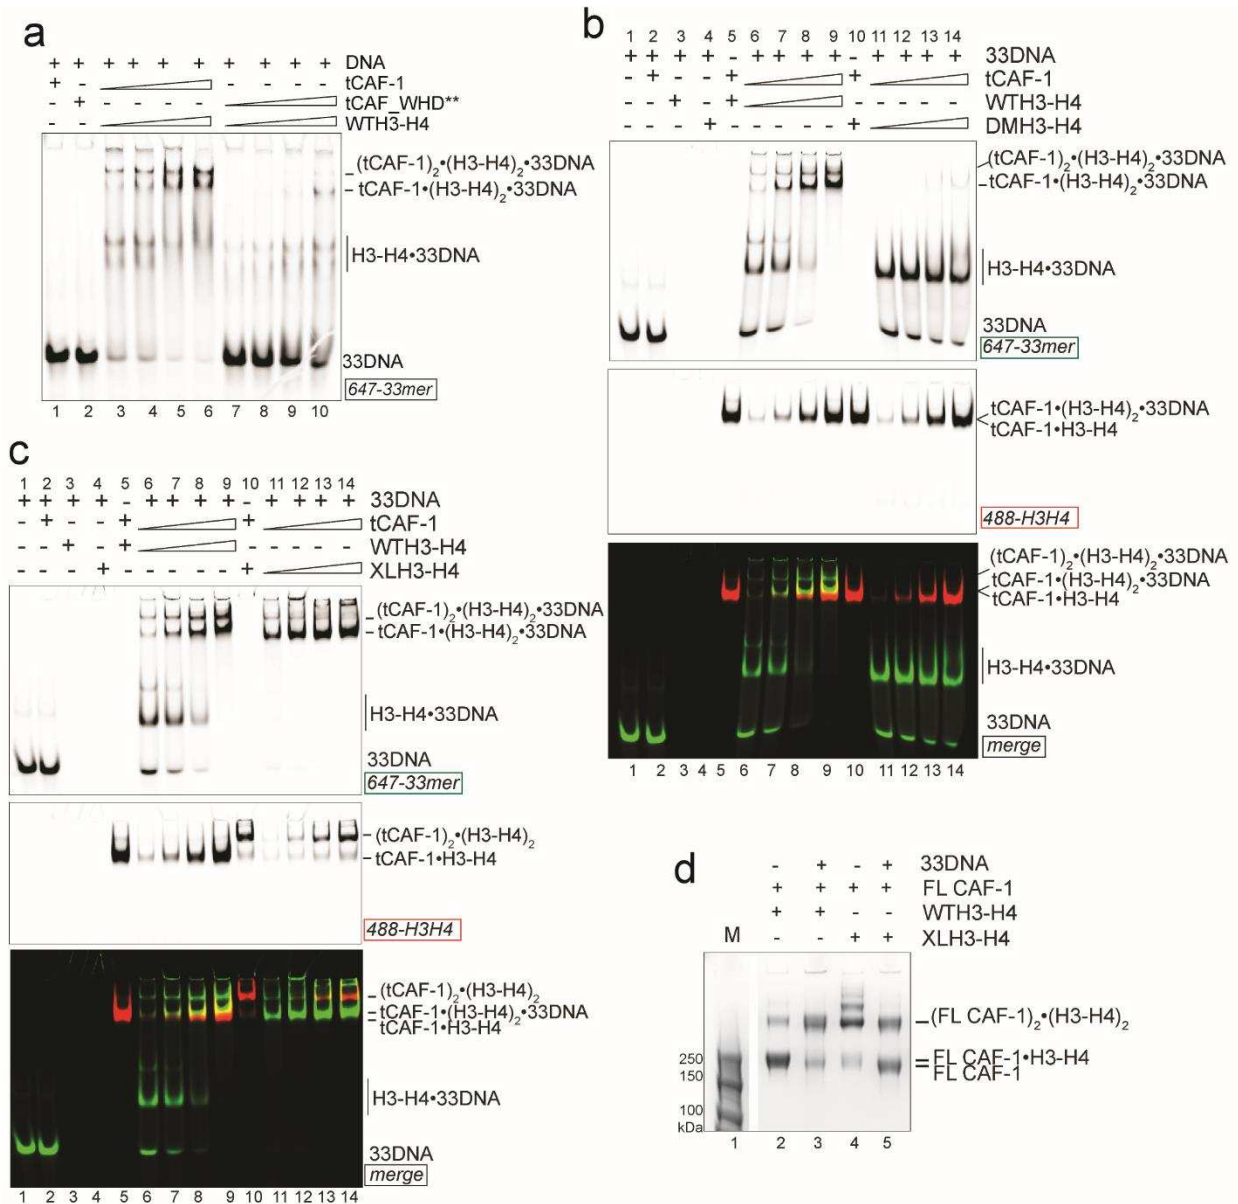 a
+ + + + + + + + + + DNA
+ - tCAF-1
- + tCAF_WHD**
- - WTH3-H4
(tCAF-1)2•(H3-H4)2•33DNA
tCAF-1•(H3-H4)2•33DNA
H3-H4•33DNA
33DNA
647-33mer
1 2 3 4 5 6 7 8 9 10
b
1 2 3 4 5 6 7 8 9 10 11 12 13 14
+ + + + - + + + + - + + + + 33DNA
- + - - + + tCAF-1
- - + - + - - - - - WTH3-H4
- - - + - - - - - + DMH3-H4
(tCAF-1)2•(H3-H4)2•33DNA
tCAF-1•(H3-H4)2•33DNA
H3-H4•33DNA
33DNA
647-33mer
tCAF-1•(H3-H4)2•33DNA
tCAF-1•H3-H4
488-H3H4
(tCAF-1)2•(H3-H4)2•33DNA
tCAF-1•(H3-H4)2•33DNA
tCAF-1•H3-H4
H3-H4•33DNA
33DNA
merge
1 2 3 4 5 6 7 8 9 10 11 12 13 14
c
1 2 3 4 5 6 7 8 9 10 11 12 13 14
+ + + + - + + + + - + + + + 33DNA
- + - - + + tCAF-1
- - + - + - - - - - WTH3-H4
- - - + - - - - - + XLH3-H4
(tCAF-1)2•(H3-H4)2•33DNA
tCAF-1•(H3-H4)2•33DNA
H3-H4•33DNA
33DNA
647-33mer
(tCAF-1)2•(H3-H4)2
tCAF-1•H3-H4
488-H3H4
(tCAF-1)2•(H3-H4)2
tCAF-1•(H3-H4)2•33DNA
tCAF-1•H3-H4
H3-H4•33DNA
33DNA
merge
1 2 3 4 5 6 7 8 9 10 11 12 13 14
d
- + - + 33DNA
+ + + + FL CAF-1
+ + - - WTH3-H4
M - - + + XLH3-H4
(FL CAF-1)2•(H3-H4)2
250 FL CAF-1•H3-H4
150 FL CAF-1
100
kDa
1 2 3 4 5